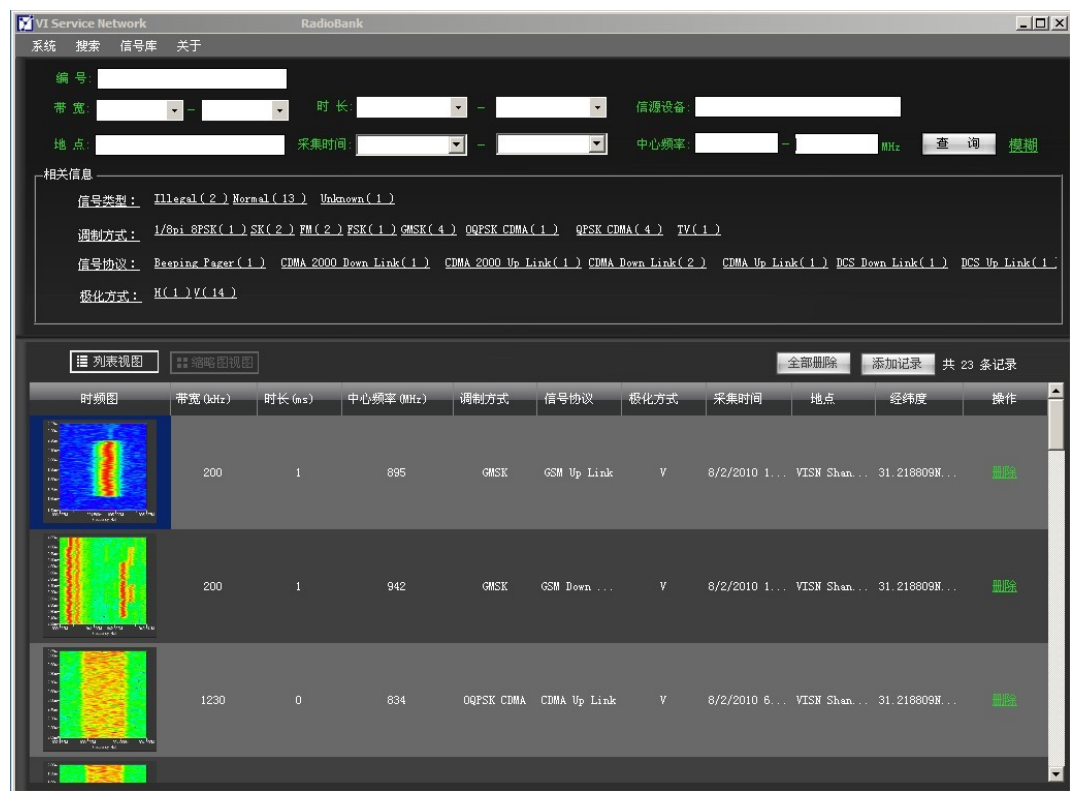 VI Service Network RadioBank
系统 搜索 信号库 关于
编 号:
带 宽: - 时 长: - 信源设备:
地 点: 采集时间: - 中心频率: - MHz 查 询 模糊
相关信息
信号类型: Illegal( 2 ) Normal( 13 ) Unknown( 1 )
调制方式: 1/8pi 8PSK( 1 ) SK( 2 ) FM( 2 ) FSK( 1 ) GMSK( 4 ) OQPSK CDMA( 1 ) QPSK CDMA( 4 ) TV( 1 )
信号协议: Beeping Pager( 1 ) CDMA 2000 Down Link( 1 ) CDMA 2000 Up Link( 1 ) CDMA Down Link( 2 ) CDMA Up Link( 1 ) DCS Down Link( 1 ) DCS Up Link( 1
极化方式: H( 1 ) V( 14 )
列表视图 缩略图视图 全部删除 添加记录 共 23 条记录
时频图 带宽(kHz) 时长(ms) 中心频率(MHz) 调制方式 信号协议 极化方式 采集时间 地点 经纬度 操作
200 1 895 GMSK GSM Up Link V 8/2/2010 1... VISN Shan... 31.218809N... 删除
200 1 942 GMSK GSM Down ... V 8/2/2010 1... VISN Shan... 31.218809N... 删除
1230 0 834 OQPSK CDMA CDMA Up Link V 8/2/2010 6... VISN Shan... 31.218809N... 删除